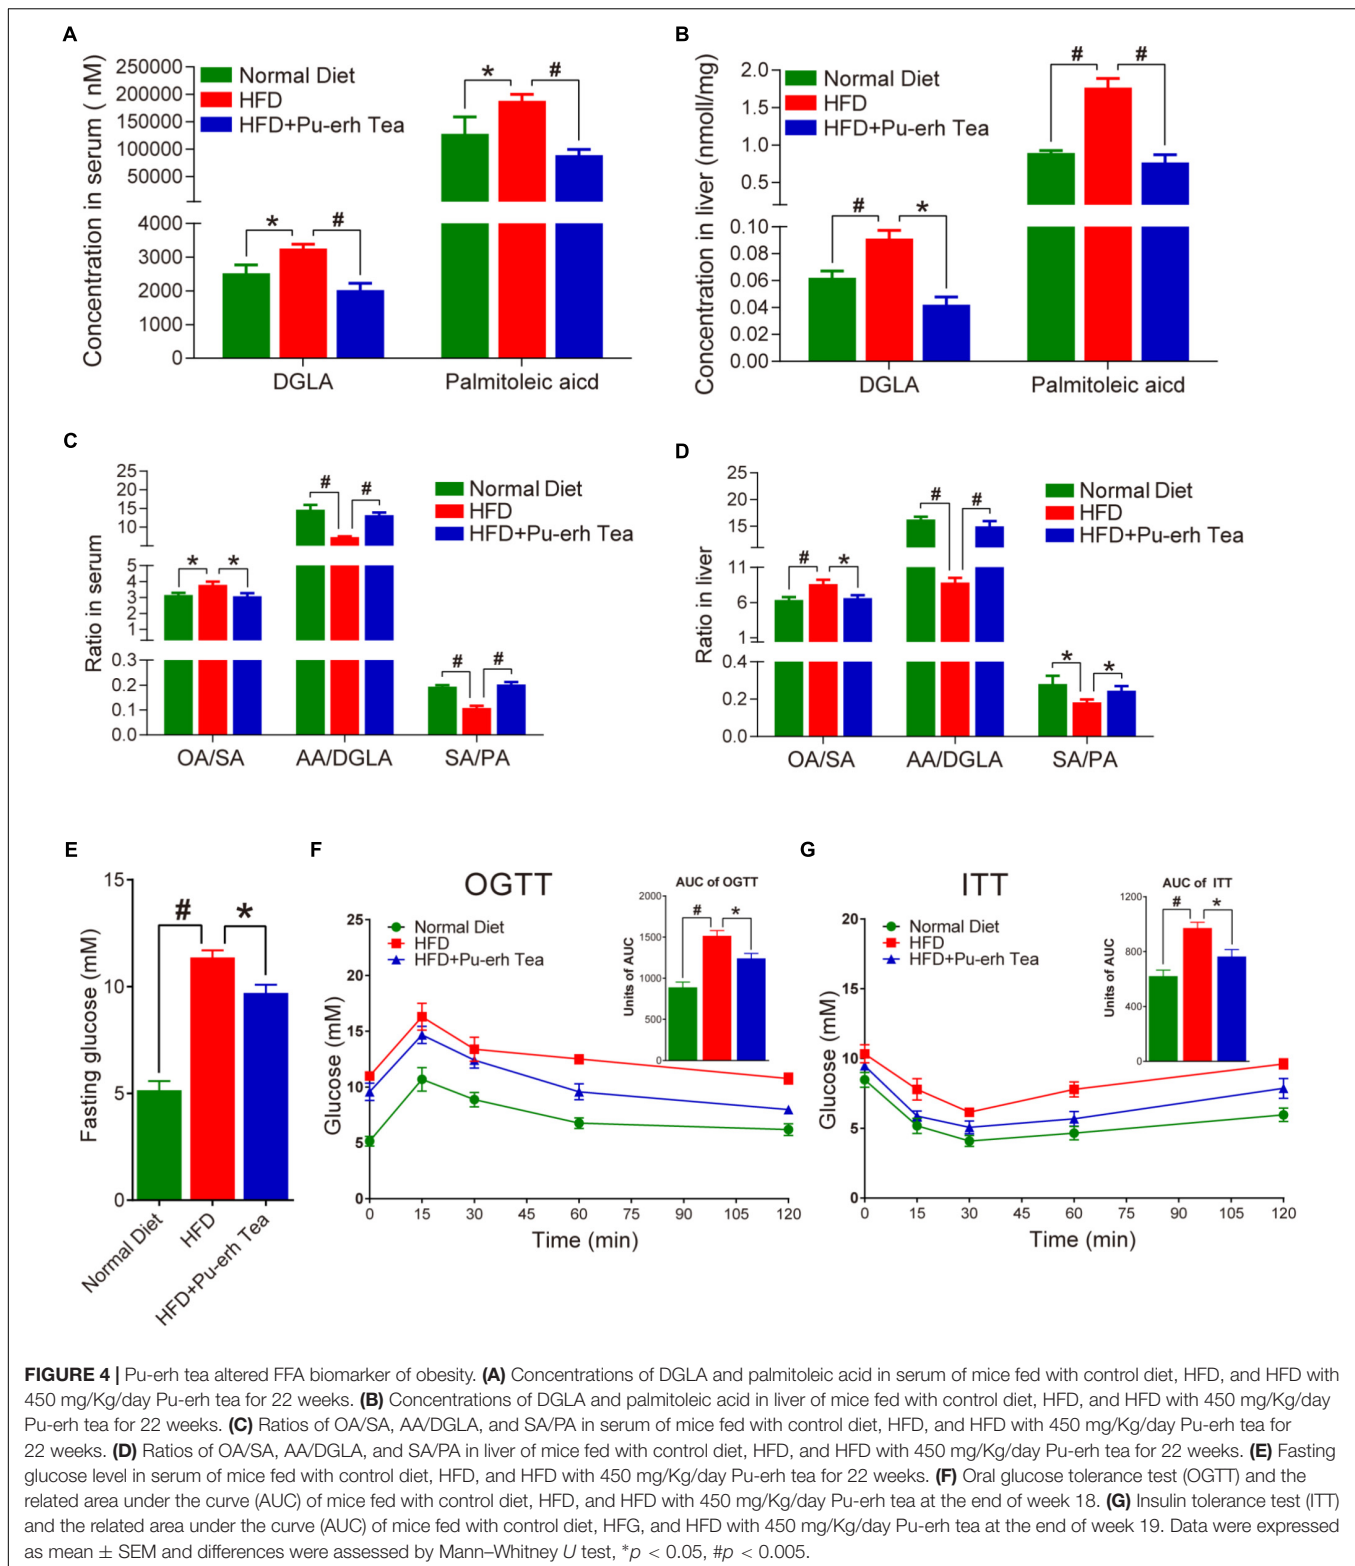 A
Concentration in serum ( nM)
250000
200000
150000
100000
50000
4000
3000
2000
1000
0
Normal Diet
HFD
HFD+Pu-erh Tea
* #
* #
DGLA Palmitoleic aicd
B
Concentration in liver (nmoll/mg)
2.0
1.5
1.0
0.5
0.10
0.08
0.06
0.04
0.02
0.00
Normal Diet
HFD
HFD+Pu-erh Tea
# #
# *
DGLA Palmitoleic aicd
C
Ratio in serum
25
20
15
10
5
4
3
2
1
0.3
0.2
0.1
0.0
Normal Diet
HFD
HFD+Pu-erh Tea
# #
* *
# #
OA/SA AA/DGLA SA/PA
D
Ratio in liver
25
20
15
11
6
1
0.4
0.2
0.0
Normal Diet
HFD
HFD+Pu-erh Tea
# #
# *
* *
OA/SA AA/DGLA SA/PA
E
Fasting glucose (mM)
15
10
5
0
# *
Normal Diet
HFD
HFD+Pu-erh Tea
F
OGTT
Glucose (mM)
25
20
15
10
5
0
Normal Diet
HFD
HFD+Pu-erh Tea
0 15 30 45 60 75 90 105 120
Time (min)
AUC of OGTT
Units of AUC
2000
1500
1000
500
0
# *
G
ITT
Glucose (mM)
20
15
10
5
0
Normal Diet
HFD
HFD+Pu-erh Tea
0 15 30 45 60 75 90 105 120
Time (min)
AUC of ITT
Units of AUC
1200
800
400
0
# *
FIGURE 4 | Pu-erh tea altered FFA biomarker of obesity. (A) Concentrations of DGLA and palmitoleic acid in serum of mice fed with control diet, HFD, and HFD with
450 mg/Kg/day Pu-erh tea for 22 weeks. (B) Concentrations of DGLA and palmitoleic acid in liver of mice fed with control diet, HFD, and HFD with 450 mg/Kg/day
Pu-erh tea for 22 weeks. (C) Ratios of OA/SA, AA/DGLA, and SA/PA in serum of mice fed with control diet, HFD, and HFD with 450 mg/Kg/day Pu-erh tea for
22 weeks. (D) Ratios of OA/SA, AA/DGLA, and SA/PA in liver of mice fed with control diet, HFD, and HFD with 450 mg/Kg/day Pu-erh tea for 22 weeks. (E) Fasting
glucose level in serum of mice fed with control diet, HFD, and HFD with 450 mg/Kg/day Pu-erh tea for 22 weeks. (F) Oral glucose tolerance test (OGTT) and the
related area under the curve (AUC) of mice fed with control diet, HFD, and HFD with 450 mg/Kg/day Pu-erh tea at the end of week 18. (G) Insulin tolerance test (ITT)
and the related area under the curve (AUC) of mice fed with control diet, HFG, and HFD with 450 mg/Kg/day Pu-erh tea at the end of week 19. Data were expressed
as mean ± SEM and differences were assessed by Mann–Whitney U test, *p < 0.05, #p < 0.005.